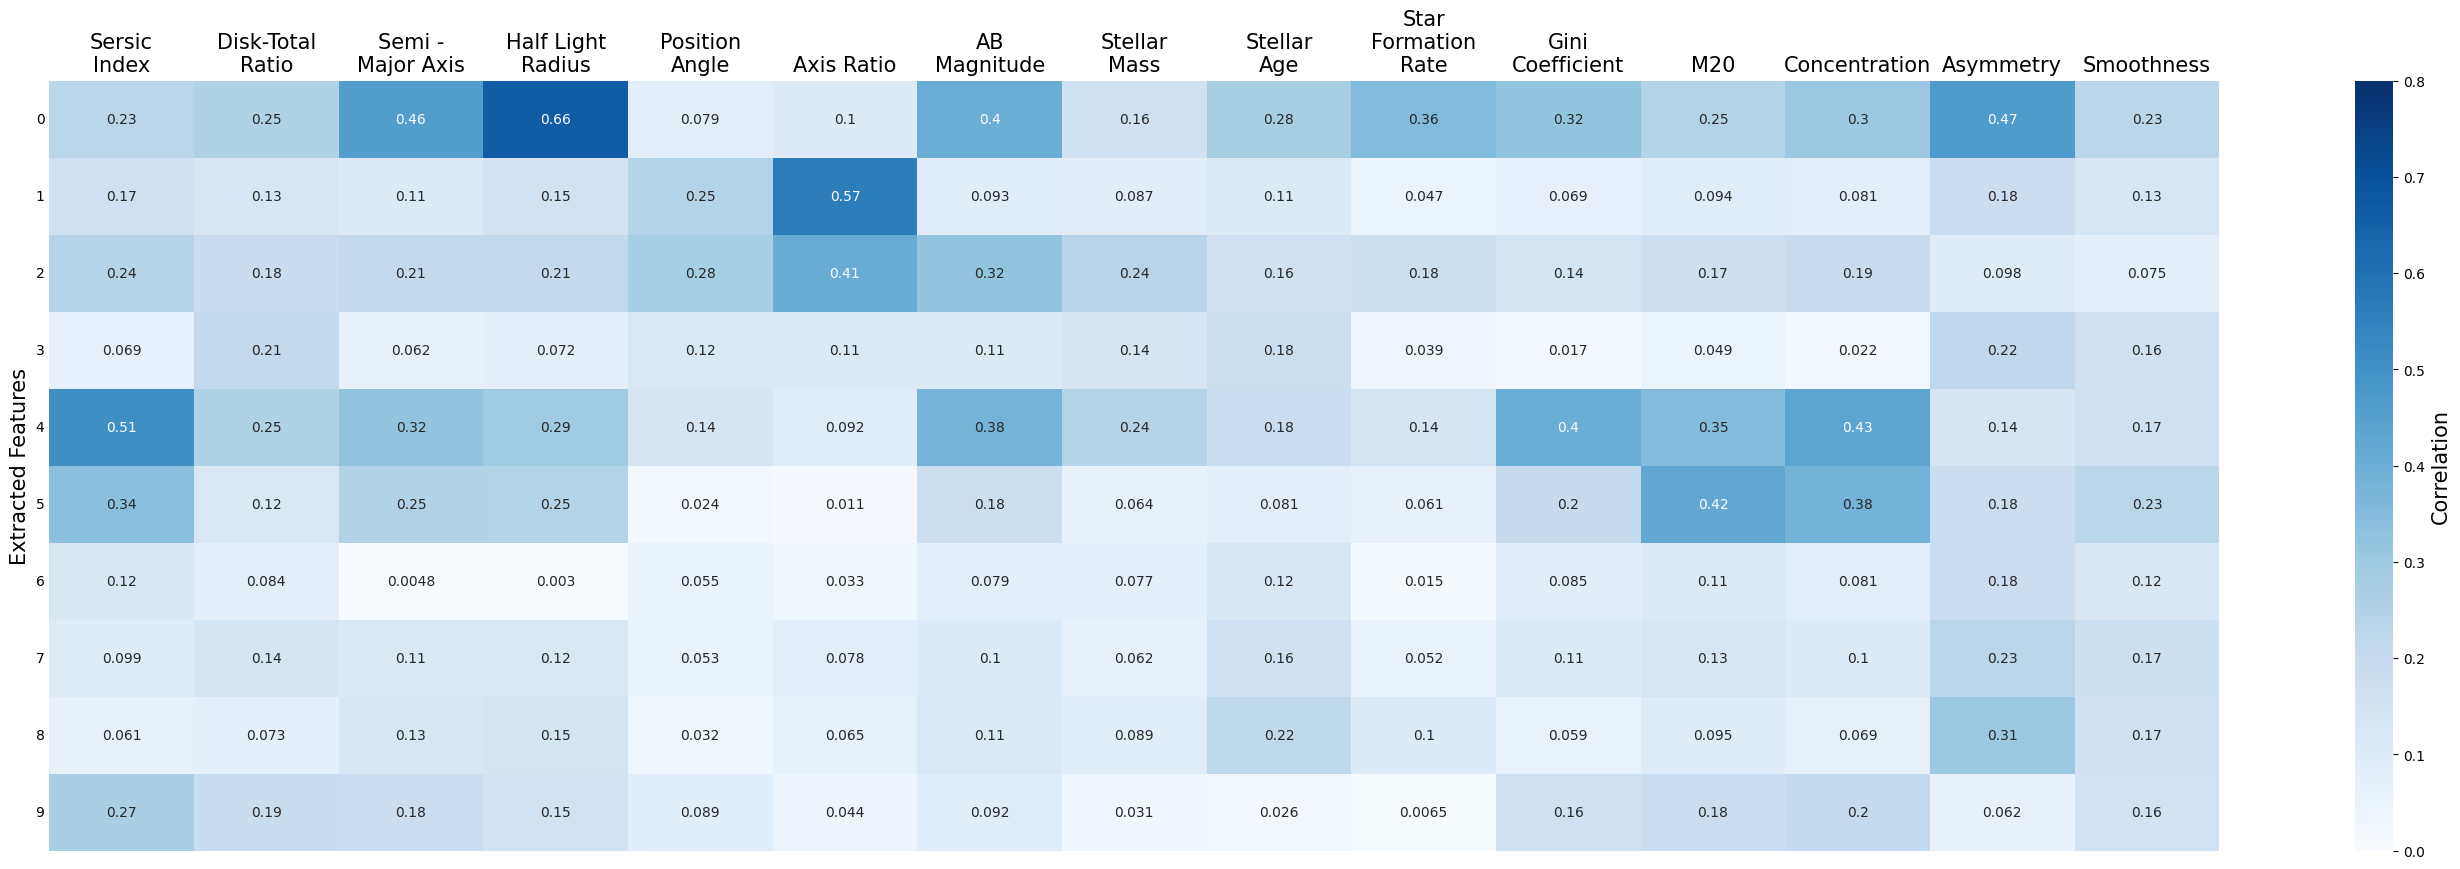 Star
Sersic Disk-Total Semi - Half Light Position AB Stellar Stellar Formation Gini
Index Ratio Major Axis Radius Angle Axis Ratio Magnitude Mass Age Rate Coefficient M20 Concentration Asymmetry Smoothness
0 0.23 0.25 0.46 0.66 0.079 0.1 0.4 0.16 0.28 0.36 0.32 0.25 0.3 0.47 0.23
1 0.17 0.13 0.11 0.15 0.25 0.57 0.093 0.087 0.11 0.047 0.069 0.094 0.081 0.18 0.13
2 0.24 0.18 0.21 0.21 0.28 0.41 0.32 0.24 0.16 0.18 0.14 0.17 0.19 0.098 0.075
3 0.069 0.21 0.062 0.072 0.12 0.11 0.11 0.14 0.18 0.039 0.017 0.049 0.022 0.22 0.16
4 0.51 0.25 0.32 0.29 0.14 0.092 0.38 0.24 0.18 0.14 0.4 0.35 0.43 0.14 0.17
5 0.34 0.12 0.25 0.25 0.024 0.011 0.18 0.064 0.081 0.061 0.2 0.42 0.38 0.18 0.23
6 0.12 0.084 0.0048 0.003 0.055 0.033 0.079 0.077 0.12 0.015 0.085 0.11 0.081 0.18 0.12
7 0.099 0.14 0.11 0.12 0.053 0.078 0.1 0.062 0.16 0.052 0.11 0.13 0.1 0.23 0.17
8 0.061 0.073 0.13 0.15 0.032 0.065 0.11 0.089 0.22 0.1 0.059 0.095 0.069 0.31 0.17
9 0.27 0.19 0.18 0.15 0.089 0.044 0.092 0.031 0.026 0.0065 0.16 0.18 0.2 0.062 0.16
Extracted Features
0.8
0.7
0.6
0.5
0.4
0.3
0.2
0.1
0.0
Correlation